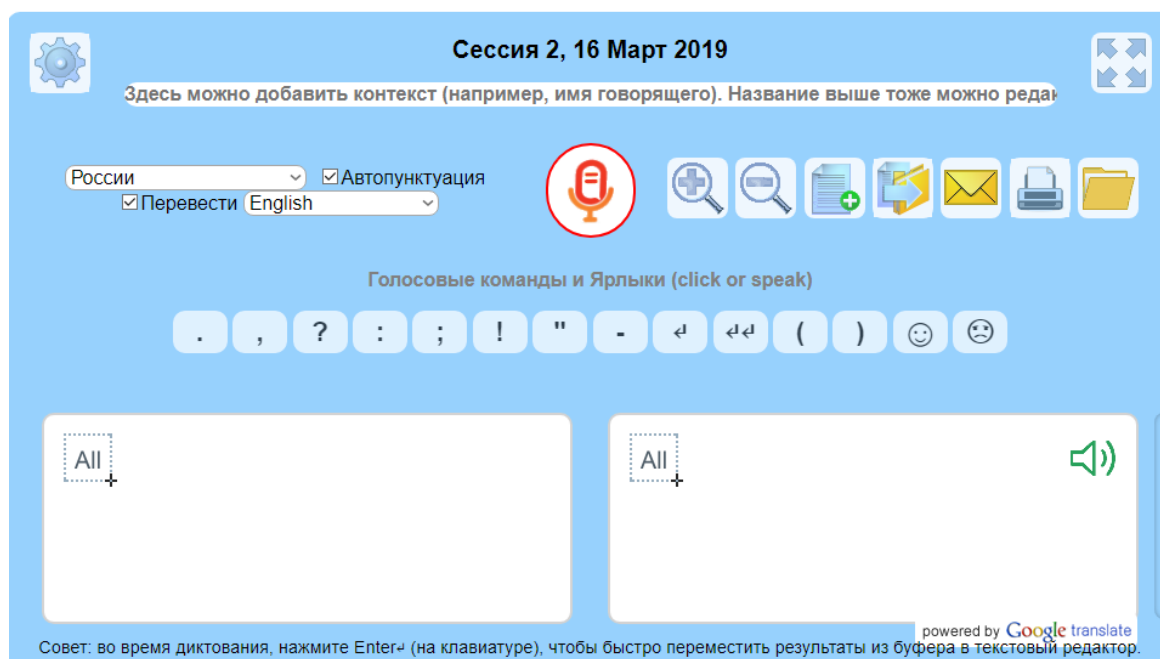 Сессия 2, 16 Март 2019
Здесь можно добавить контекст (например, имя говорящего). Название выше тоже можно редак
России
Автопунктуация
Перевести English
Голосовые команды и Ярлыки (click or speak)
. , ? : ; ! " - ↵ ↵↵ ( ) ☺ ☹
All
All
powered by Google translate
Совет: во время диктования, нажмите Enter↵ (на клавиатуре), чтобы быстро переместить результаты из буфера в текстовый редактор.